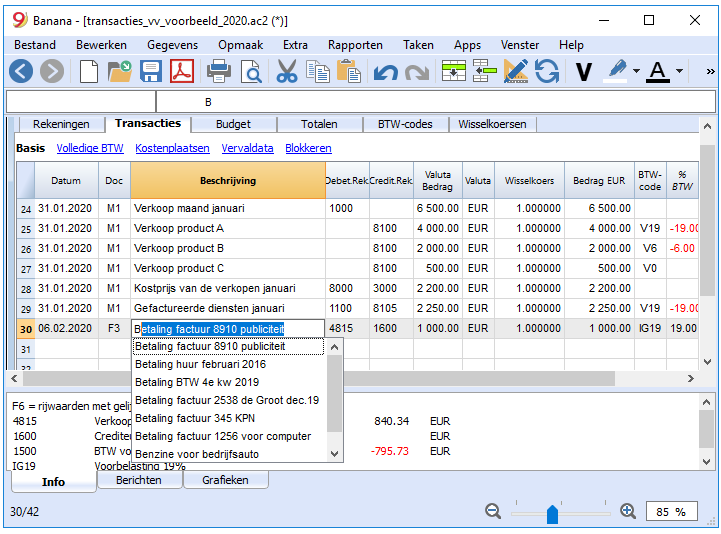 Banana - [transacties_vv_voorbeeld_2020.ac2 (*)]
Bestand Bewerken Gegevens Opmaak Extra Rapporten Taken Apps Venster Help
V A »
B
Rekeningen Transacties Budget Totalen BTW-codes Wisselkoersen
Basis Volledige BTW Kostenplaatsen Vervaldata Blokkeren
Datum Doc Beschrijving Debet.Rek. Credit.Rek. Valuta Bedrag Valuta Wisselkoers Bedrag EUR BTW-code % BTW
24 31.01.2020 M1 Verkoop maand januari 1000 6 500.00 EUR 1.000000 6 500.00
25 31.01.2020 M1 Verkoop product A 8100 4 000.00 EUR 1.000000 4 000.00 V19 -19.00
26 31.01.2020 M1 Verkoop product B 8100 2 000.00 EUR 1.000000 2 000.00 V6 -6.00
27 31.01.2020 M1 Verkoop product C 8100 500.00 EUR 1.000000 500.00 V0
28 31.01.2020 M1 Kostprijs van de verkopen januari 8000 3000 2 200.00 EUR 1.000000 2 200.00
29 31.01.2020 M1 Gefactureerde diensten januari 1100 8105 2 250.00 EUR 1.000000 2 250.00 V19 -19.00
30 06.02.2020 F3 Betaling factuur 8910 publiciteit 4815 1600 1 000.00 EUR 1.000000 1 000.00 IG19 19.00
31
32
Betaling factuur 8910 publiciteit
Betaling huur februari 2016
Betaling BTW 4e kw 2019
Betaling factuur 2538 de Groot dec.19
Betaling factuur 345 KPN
Betaling factuur 1256 voor computer
Benzine voor bedrijfsauto
F6 = rijwaarden met gelij
4815 Verkoop 840.34 EUR
1600 Credite EUR
1500 BTW vo -795.73 EUR
IG19 Voorbelasting 19%
Info Berichten Grafieken
30/42 85 %